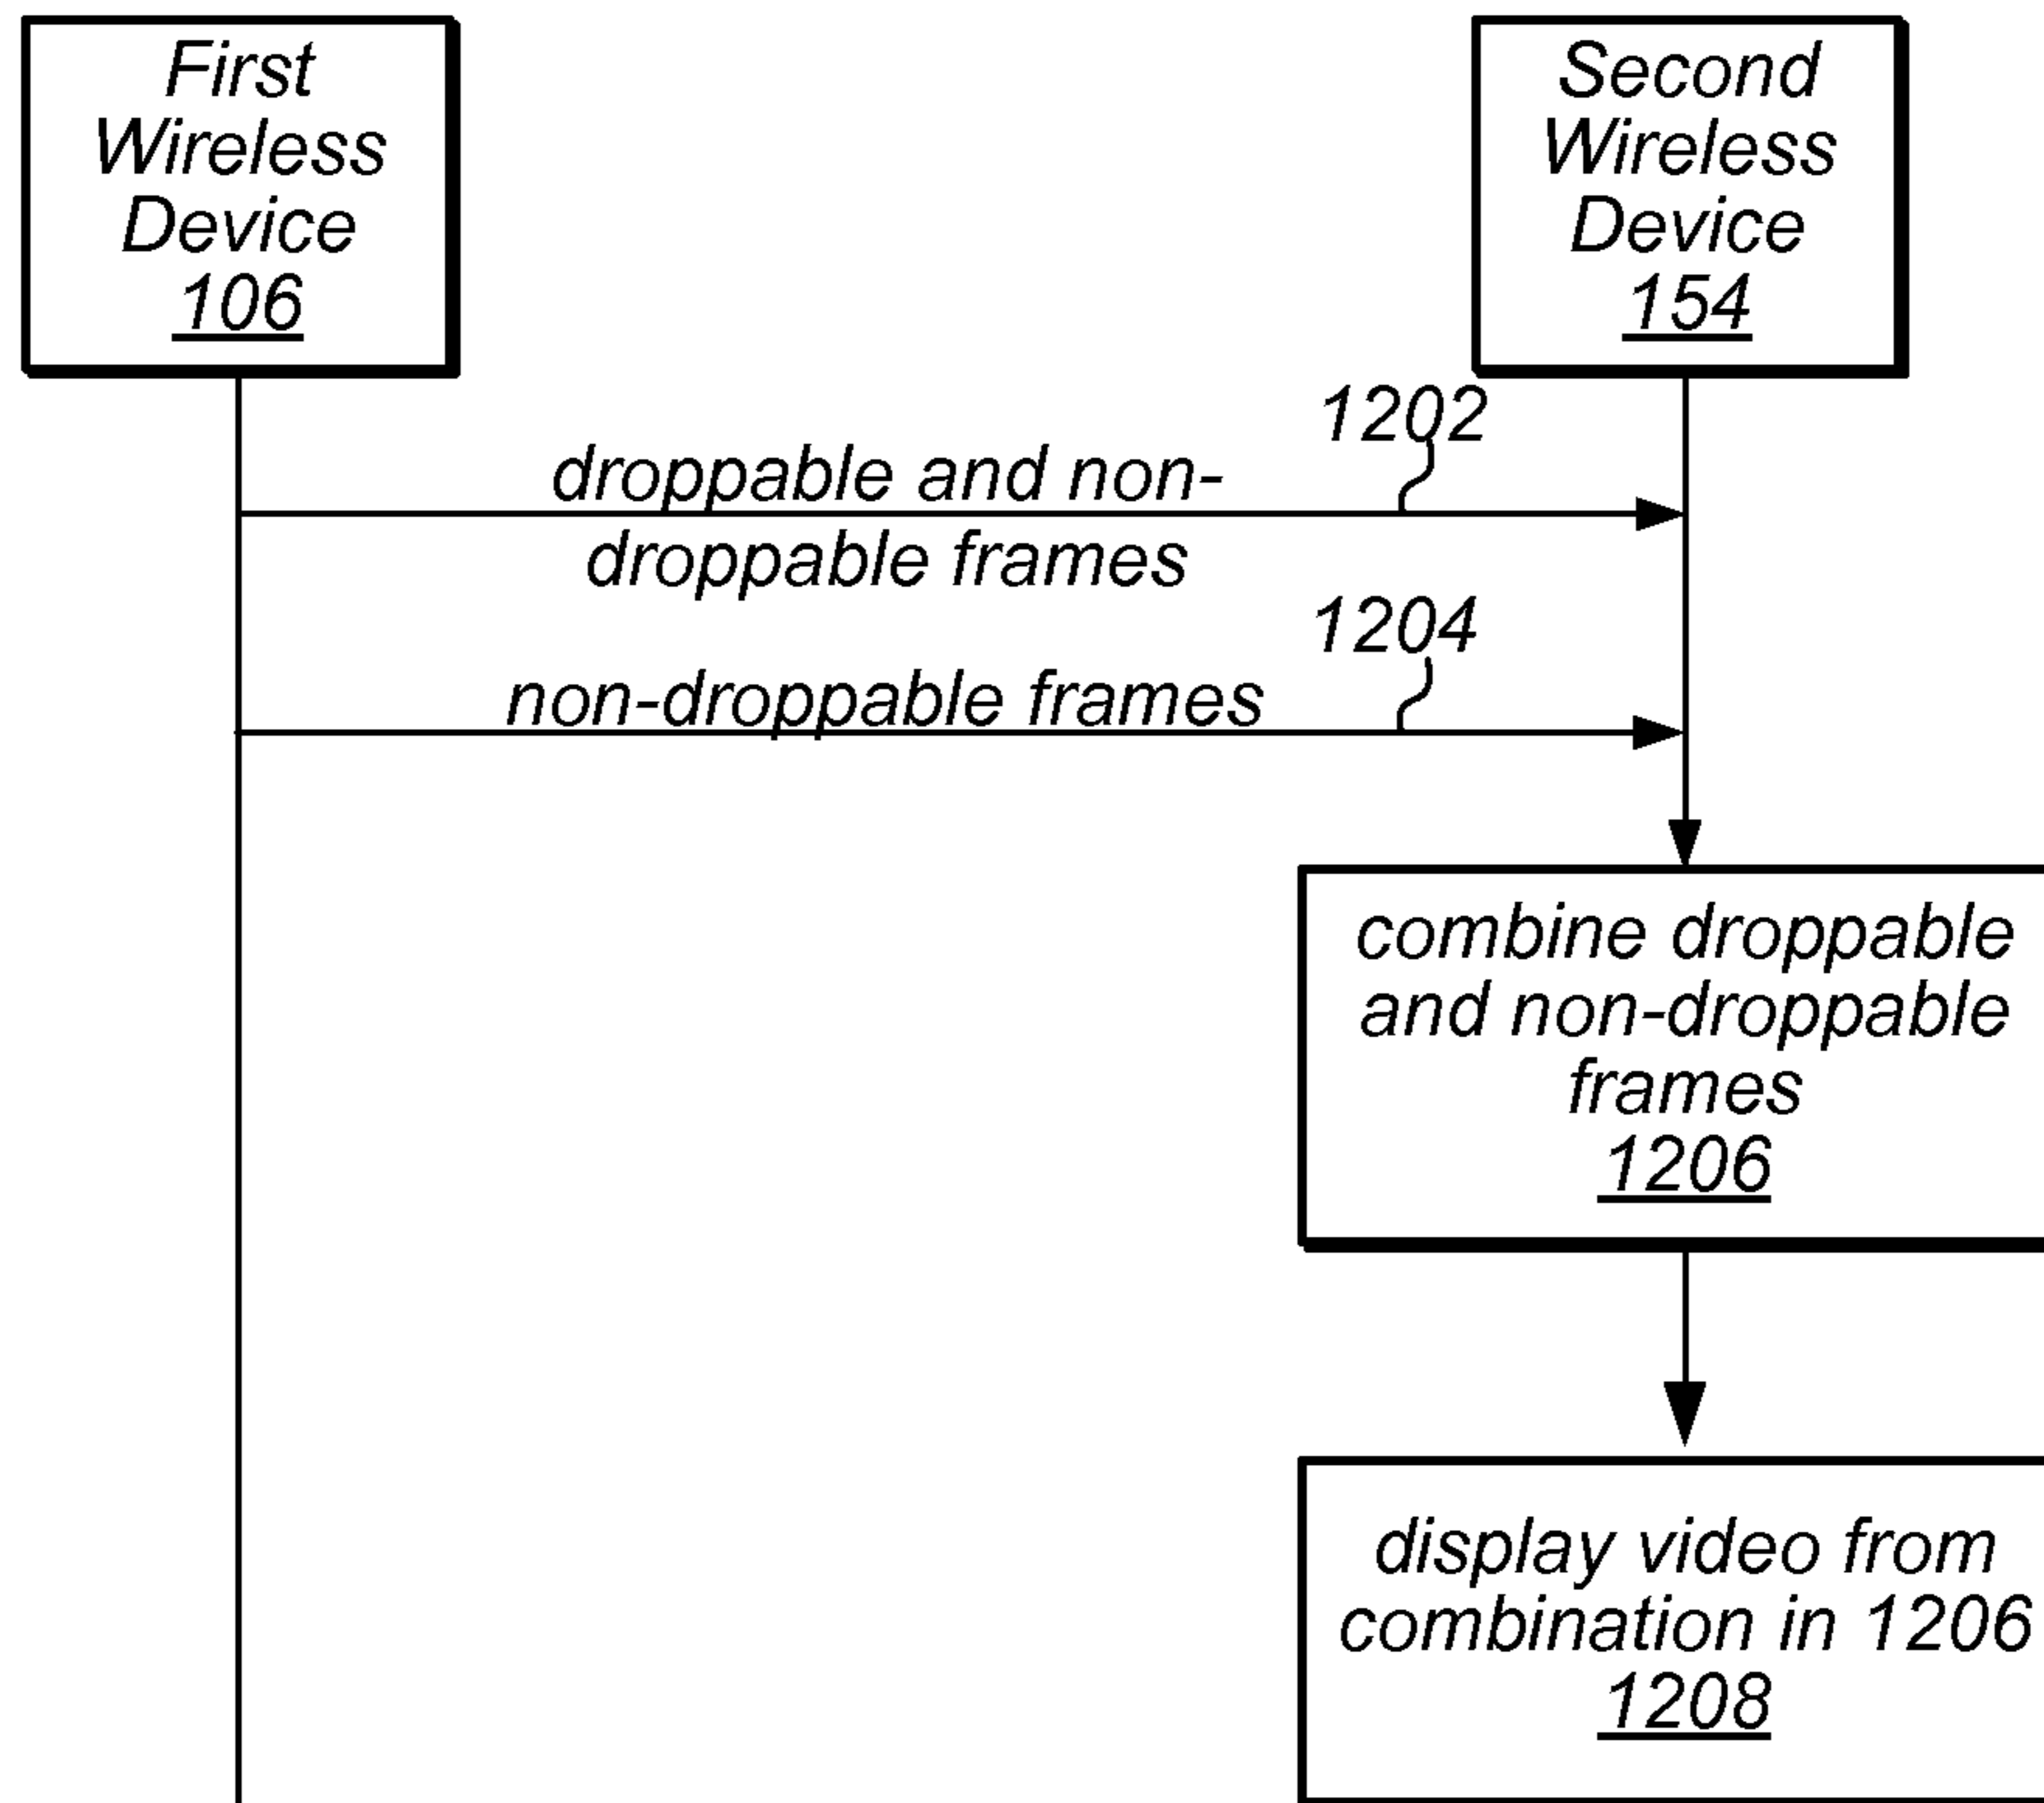 First
Wireless
Device
106
Second
Wireless
Device
154
1202
droppable and non-
droppable frames
1204
non-droppable frames
combine droppable
and non-droppable
frames
1206
display video from
combination in 1206
1208